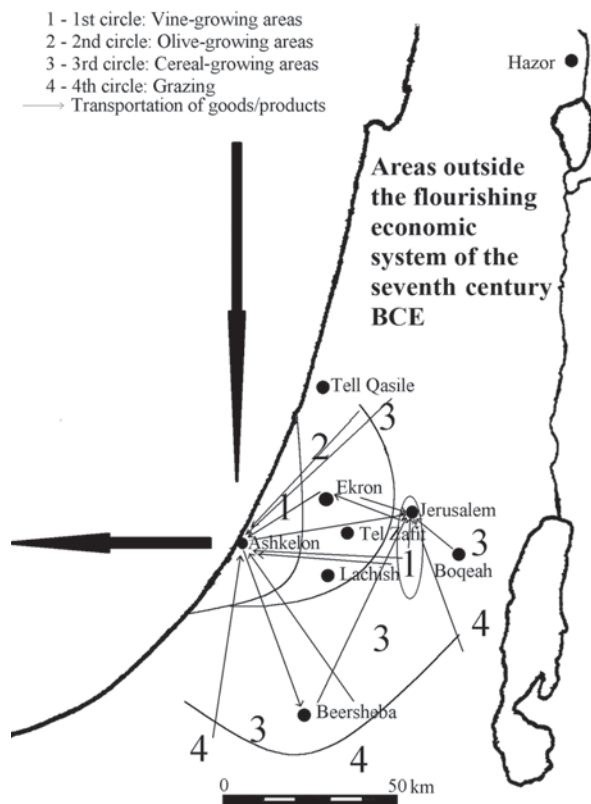 1 - 1st circle: Vine-growing areas
2 - 2nd circle: Olive-growing areas
3 - 3rd circle: Cereal-growing areas
4 - 4th circle: Grazing
Transportation of goods/products
Hazor
Areas outside
the flourishing
economic
system of the
seventh century
BCE
Tell Qasile
3
2
Ekron
1
Jerusalem
Ashkelon
Tel Zafit
3
Boqeah
Lachish
1
4
3
Beersheba
3
4
4
0
50 km